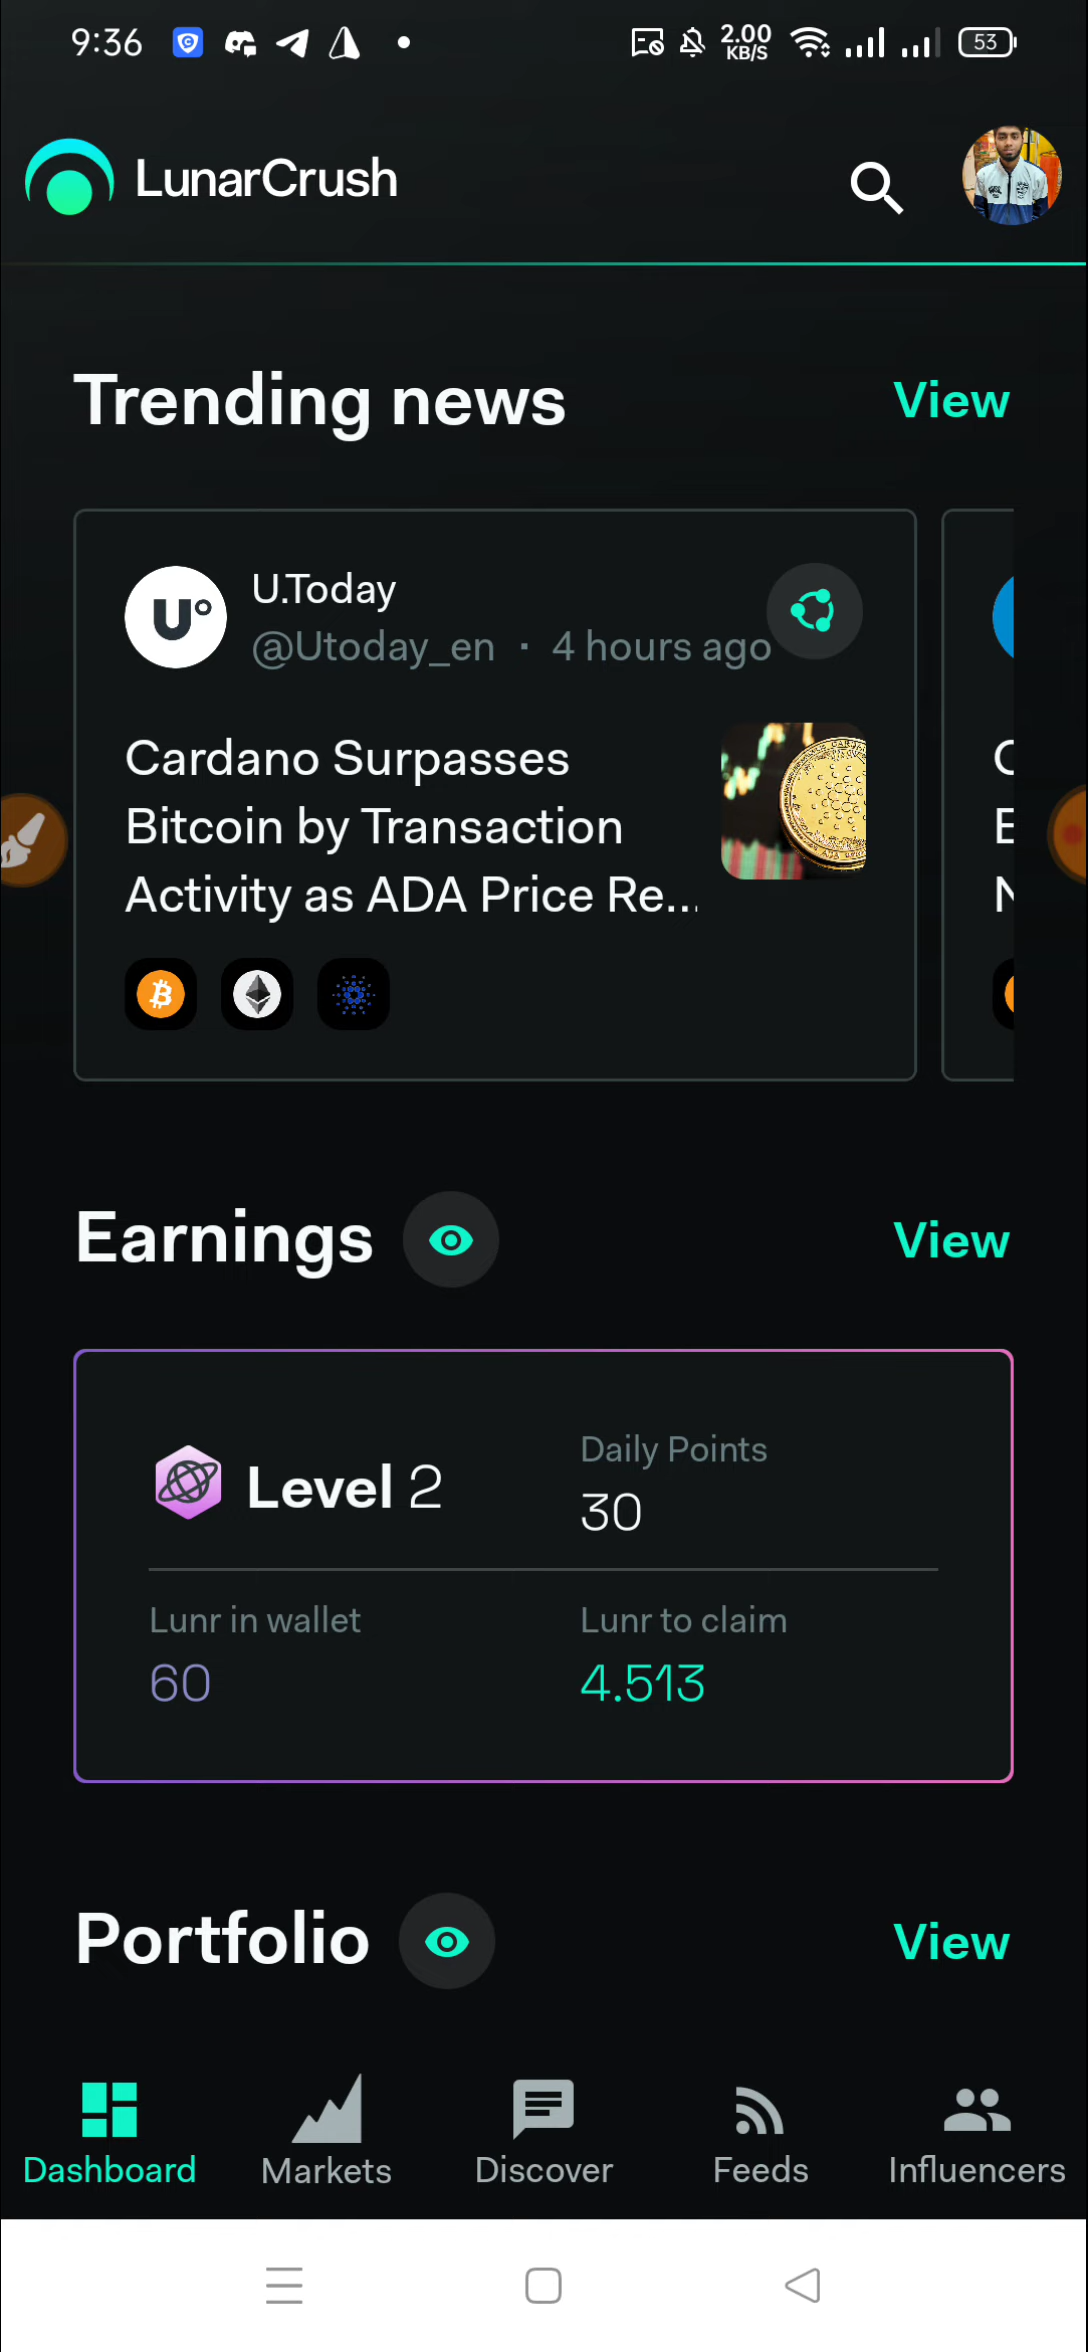 9:36
2.00
KB/S
53
LunarCrush
Trending news
View
U.Today
@Utoday_en · 4 hours ago
Cardano Surpasses
Bitcoin by Transaction
Activity as ADA Price Re...
Earnings
View
Level 2
Daily Points
30
Lunr in wallet
60
Lunr to claim
4.513
Portfolio
View
Dashboard
Markets
Discover
Feeds
Influencers